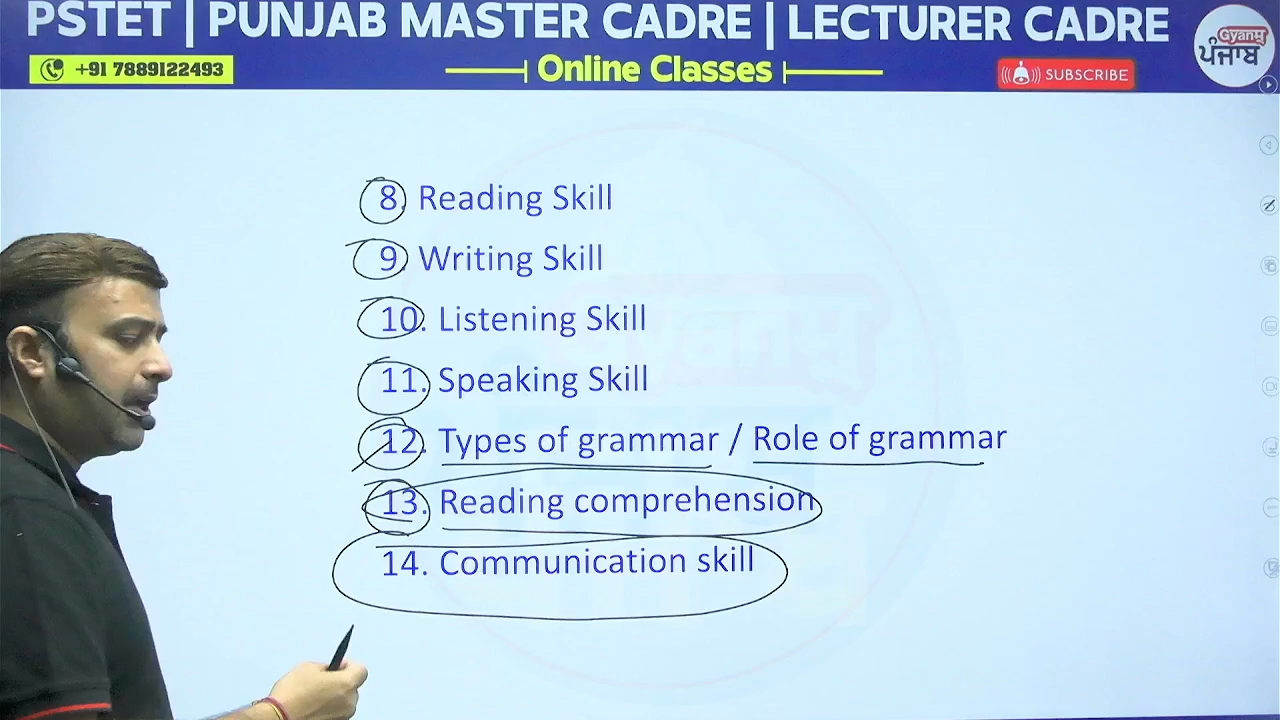 PSTET | PUNJAB MASTER CADRE | LECTURER CADRE
+91 7889122493
Online Classes
SUBSCRIBE
Gyanm
ਪੰਜਾਬ
8. Reading Skill
9. Writing Skill
10. Listening Skill
11. Speaking Skill
12. Types of grammar / Role of grammar
13. Reading comprehension
14. Communication skill